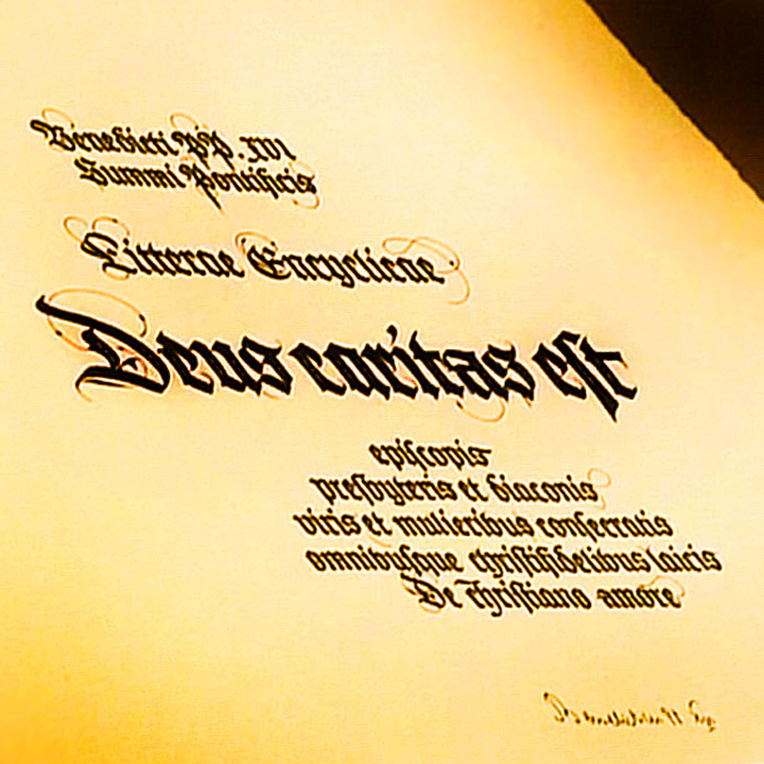 Benedicti PP. XVI
Summi Pontificis
Litterae Encyclicae
Deus caritas est
episcopis
presbyteris et diaconis
viris et mulieribus consecratis
omnibusque christifidelibus laicis
De christiano amore